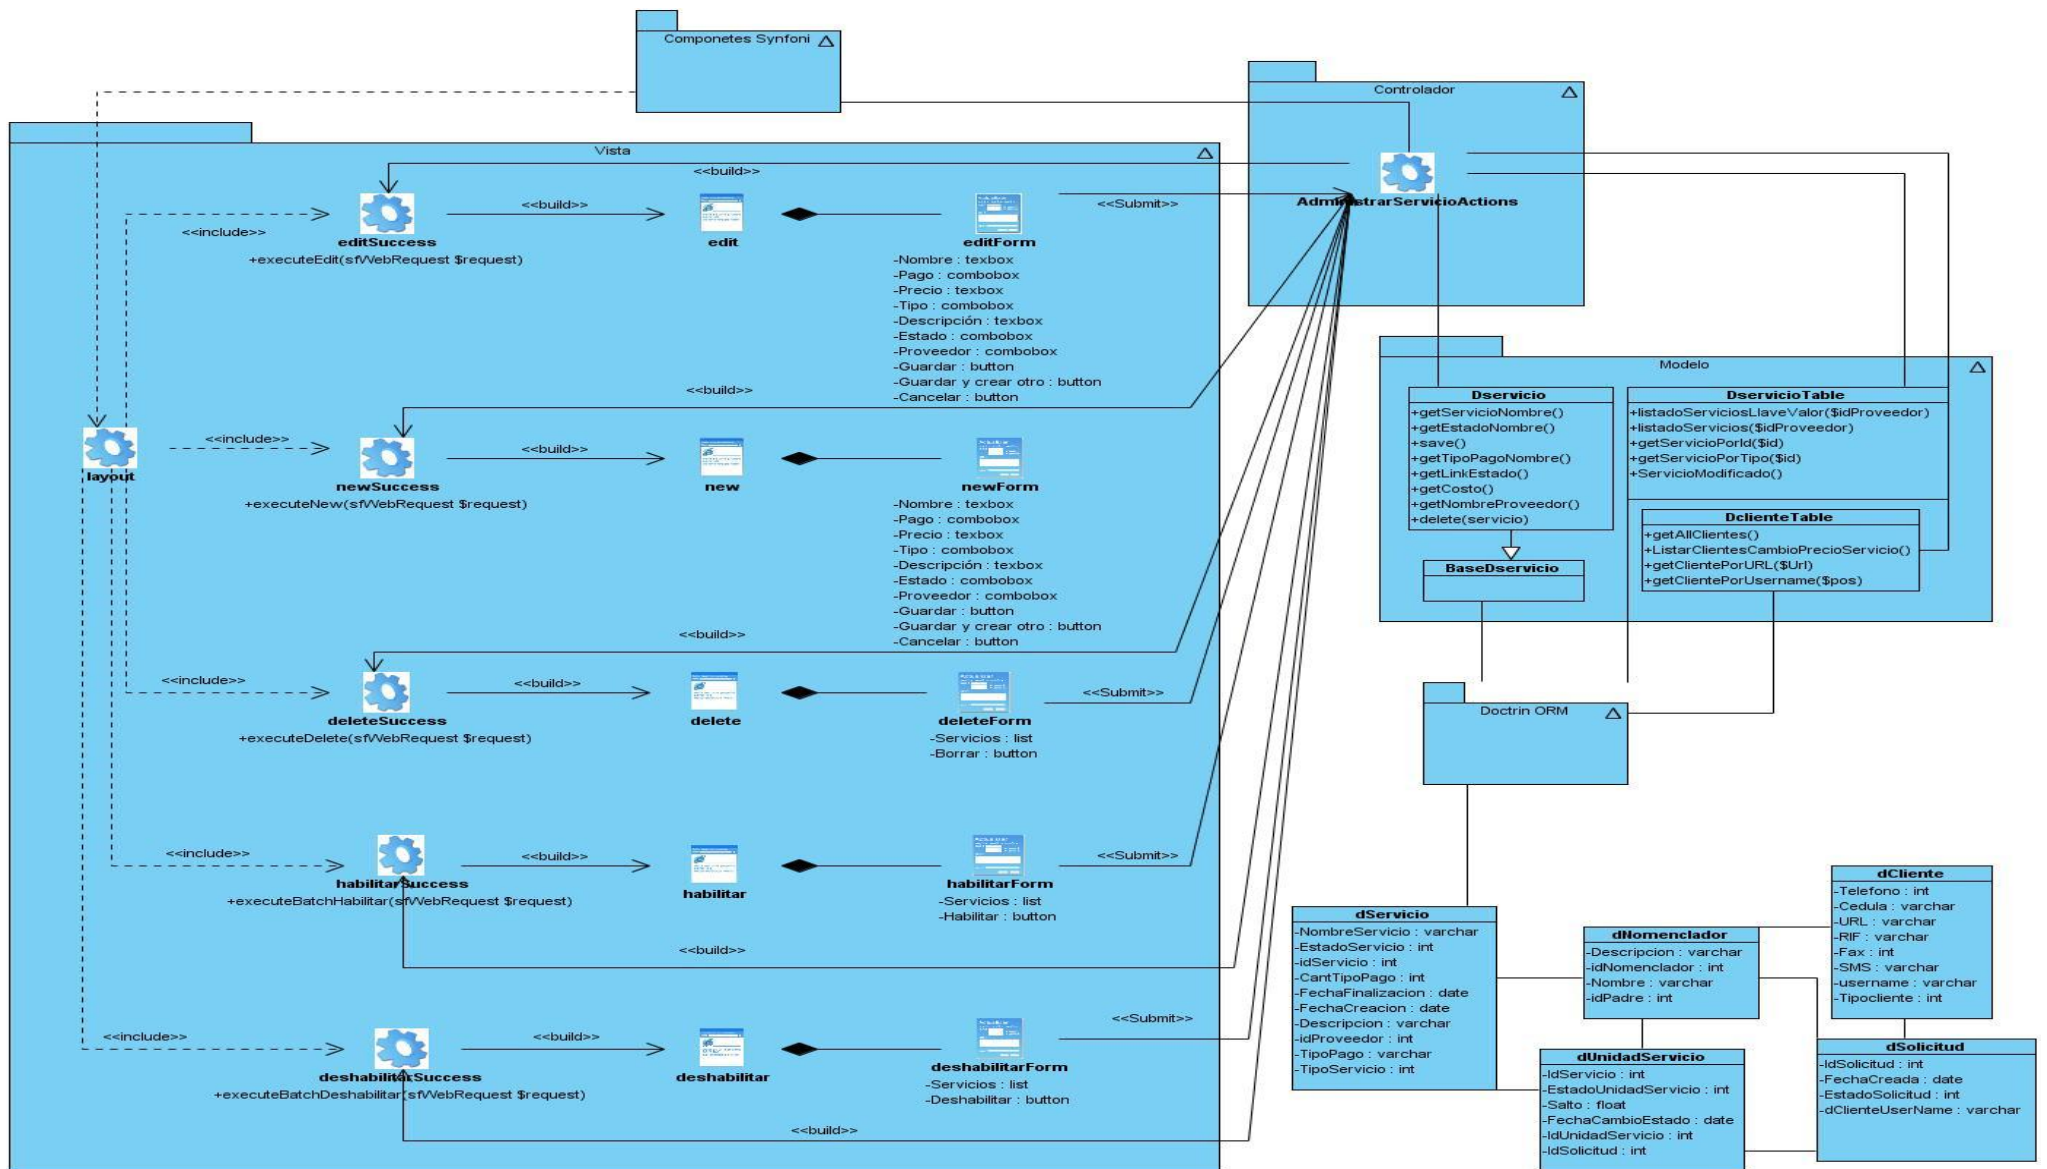 Componetes Synfoni
Controlador
AdministrarServicioActions
Vista
<<build>>
<<include>>
editSuccess
+executeEdit(sfWebRequest $request)
<<build>>
edit
editForm
-Nombre : texbox
-Pago : combobox
-Precio : texbox
-Tipo : combobox
-Descripción : texbox
-Estado : combobox
-Proveedor : combobox
-Guardar : button
-Guardar y crear otro : button
-Cancelar : button
<<Submit>>
<<build>>
layout
<<include>>
newSuccess
+executeNew(sfWebRequest $request)
<<build>>
new
newForm
-Nombre : texbox
-Pago : combobox
-Precio : texbox
-Tipo : combobox
-Descripción : texbox
-Estado : combobox
-Proveedor : combobox
-Guardar : button
-Guardar y crear otro : button
-Cancelar : button
<<build>>
<<include>>
deleteSuccess
+executeDelete(sfWebRequest $request)
<<build>>
delete
deleteForm
-Servicios : list
-Borrar : button
<<Submit>>
<<include>>
habilitarSuccess
+executeBatchHabilitar(sfWebRequest $request)
<<build>>
habilitar
habilitarForm
-Servicios : list
-Habilitar : button
<<Submit>>
<<build>>
<<include>>
deshabilitarSuccess
+executeBatchDeshabilitar(sfWebRequest $request)
<<build>>
deshabilitar
deshabilitarForm
-Servicios : list
-Deshabilitar : button
<<Submit>>
<<build>>
Modelo
Dservicio
+getServicioNombre()
+getEstadoNombre()
+save()
+getTipoPagoNombre()
+getLinkEstado()
+getCosto()
+getNombreProveedor()
+delete(servicio)
BaseDservicio
DservicioTable
+listadoServiciosLlaveValor($idProveedor)
+listadoServicios($idProveedor)
+getServicioPorId($id)
+getServicioPorTipo($id)
+ServicioModificado()
DclienteTable
+getAllClientes()
+ListarClientesCambioPrecioServicio()
+getClientePorURL($Url)
+getClientePorUsername($pos)
Doctrin ORM
dServicio
-NombreServicio : varchar
-EstadoServicio : int
-idServicio : int
-CantTipoPago : int
-FechaFinalizacion : date
-FechaCreacion : date
-Descripcion : varchar
-idProveedor : int
-TipoPago : varchar
-TipoServicio : int
dNomenclador
-Descripcion : varchar
-idNomenclador : int
-Nombre : varchar
-idPadre : int
dCliente
-Telefono : int
-Cedula : varchar
-URL : varchar
-RIF : varchar
-Fax : int
-SMS : varchar
-username : varchar
-Tipocliente : int
dUnidadServicio
-IdServicio : int
-EstadoUnidadServicio : int
-Salto : float
-FechaCambioEstado : date
-IdUnidadServicio : int
-IdSolicitud : int
dSolicitud
-IdSolicitud : int
-FechaCreada : date
-EstadoSolicitud : int
-dClienteUserName : varchar